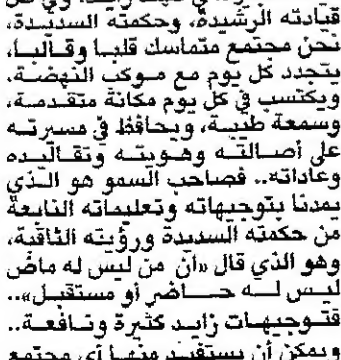 قيادته الرشيدة، وحكمته السديدة،
نحن مجتمع متماسك قلبا وقالبا،
يتجدد كل يوم مع موكب النهضة،
ويكتسب في كل يوم مكانة متقدمة،
وسمعة طيبة، ويحافظ في مسيرته
على أصالته وهويته وتقاليده
وعاداته.. فصاحب السمو هو الذي
يمدنا بتوجيهاته وتعليماته النابعة
من حكمته السديدة ورؤيته الثاقبة،
وهو الذي قال «ان من ليس له ماض
ليس له حاضر أو مستقبل»..
فتوجيهات زايد كثيرة ونافعة..
ويمكن أن يستفيد منها أي مجتمع